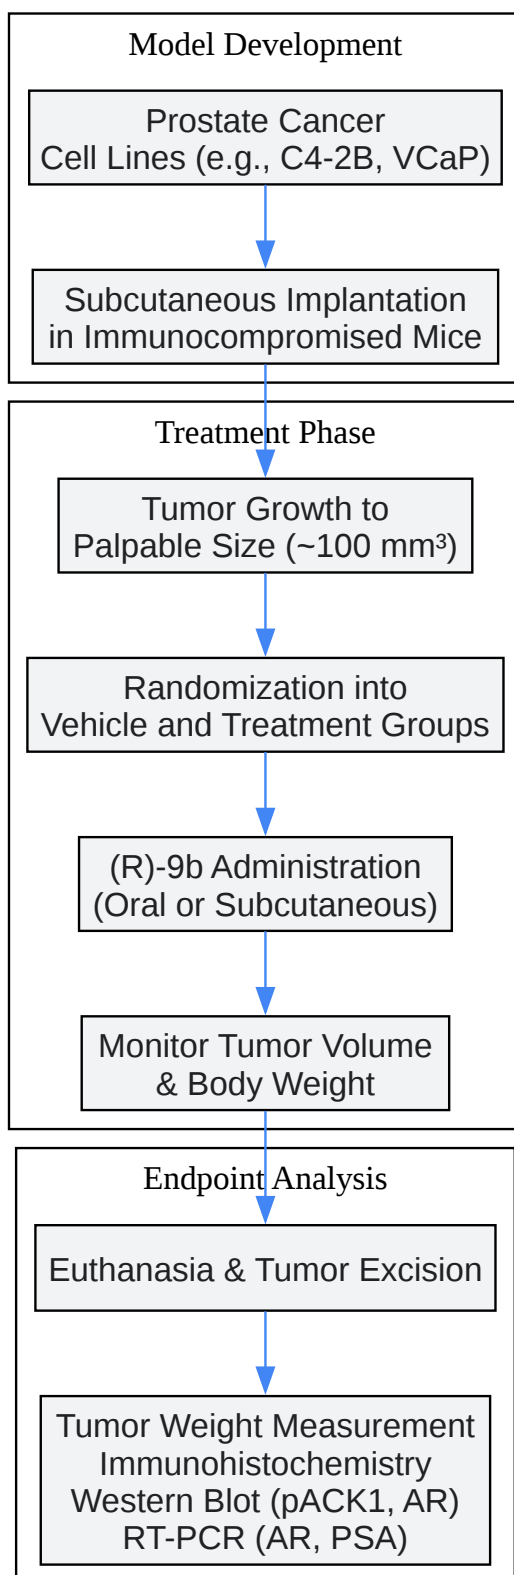 Model Development
Prostate Cancer
Cell Lines (e.g., C4-2B, VCaP)
Subcutaneous Implantation
in Immunocompromised Mice
Treatment Phase
Tumor Growth to
Palpable Size (~100 mm³)
Randomization into
Vehicle and Treatment Groups
(R)-9b Administration
(Oral or Subcutaneous)
Monitor Tumor Volume
& Body Weight
Endpoint Analysis
Euthanasia & Tumor Excision
Tumor Weight Measurement
Immunohistochemistry
Western Blot (pACK1, AR)
RT-PCR (AR, PSA)